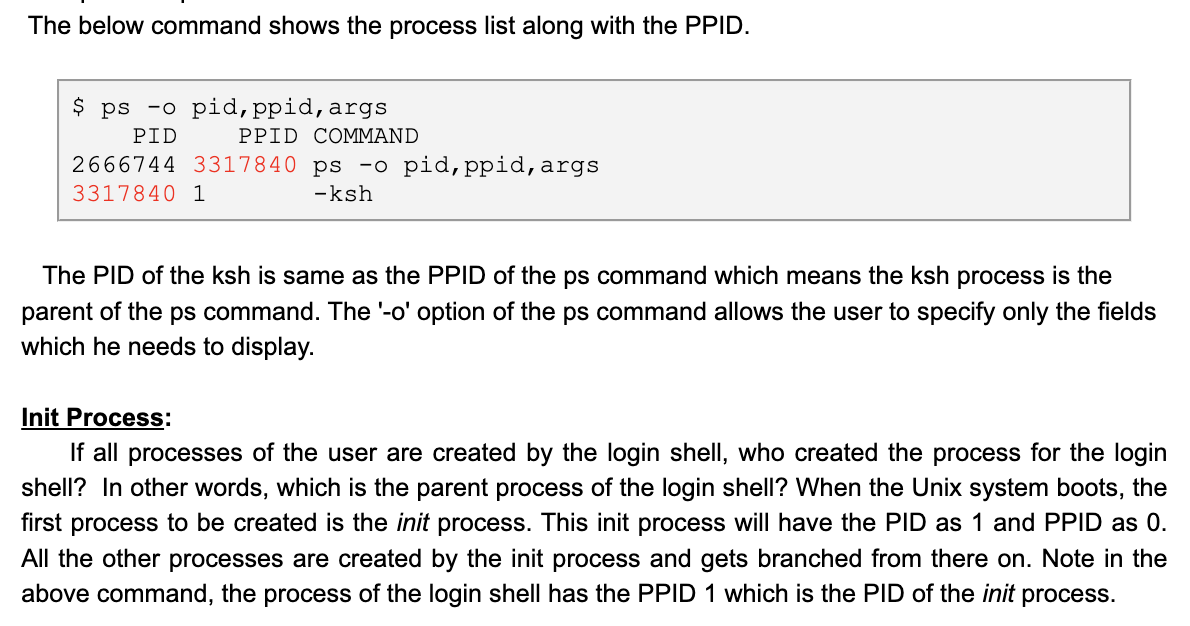 The below command shows the process list along with the PPID.
$ ps -o pid,ppid,args
PID PPID COMMAND
2666744 3317840 ps -o pid,ppid,args
3317840 1 -ksh
The PID of the ksh is same as the PPID of the ps command which means the ksh process is the
parent of the ps command. The '-o' option of the ps command allows the user to specify only the fields
which he needs to display.
Init Process:
If all processes of the user are created by the login shell, who created the process for the login
shell? In other words, which is the parent process of the login shell? When the Unix system boots, the
first process to be created is the init process. This init process will have the PID as 1 and PPID as 0.
All the other processes are created by the init process and gets branched from there on. Note in the
above command, the process of the login shell has the PPID 1 which is the PID of the init process.